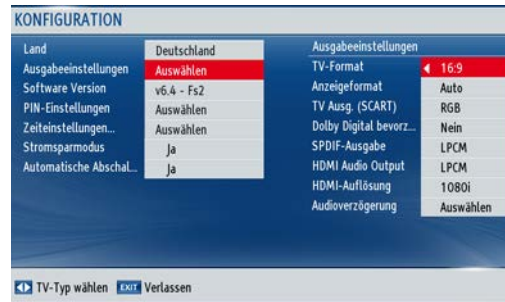 KONFIGURATION
Land Deutschland
Ausgabeeinstellungen Auswählen
Software Version v6.4 - Fs2
PIN-Einstellungen Auswählen
Zeiteinstellungen... Auswählen
Stromsparmodus Ja
Automatische Abschal... Ja
Ausgabeeinstellungen
TV-Format 16:9
Anzeigeformat Auto
TV Ausg. (SCART) RGB
Dolby Digital bevorz... Nein
SPDIF-Ausgabe LPCM
HDMI Audio Output LPCM
HDMI-Auflösung 1080i
Audioverzögerung Auswählen
TV-Typ wählen EXIT Verlassen